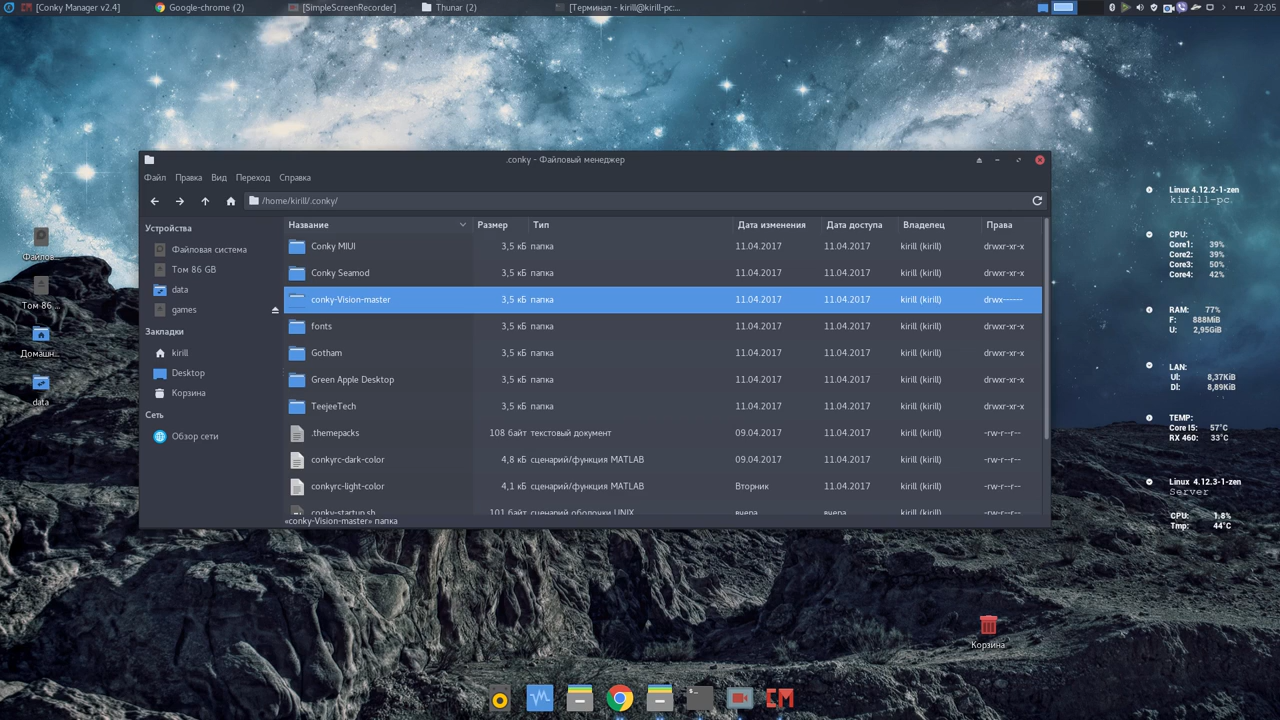 [Conky Manager v2.4] Google-chrome (2) [SimpleScreenRecorder] Thunar (2) [Терминал - kirill@kirill-pc:... ru 22:05
.conky - Файловый менеджер
Файл Правка Вид Переход Справка
/home/kirill/.conky/
Устройства
Файловая система
Том 86 GB
data
games
Закладки
kirill
Desktop
Корзина
Сеть
Обзор сети
Название Размер Тип Дата изменения Дата доступа Владелец Права
Conky MIUI 3,5 кБ папка 11.04.2017 11.04.2017 kirill (kirill) drwxr-xr-x
Conky Seamod 3,5 кБ папка 11.04.2017 11.04.2017 kirill (kirill) drwxr-xr-x
conky-Vision-master 3,5 кБ папка 11.04.2017 11.04.2017 kirill (kirill) drwx------
fonts 3,5 кБ папка 11.04.2017 11.04.2017 kirill (kirill) drwxr-xr-x
Gotham 3,5 кБ папка 11.04.2017 11.04.2017 kirill (kirill) drwxr-xr-x
Green Apple Desktop 3,5 кБ папка 11.04.2017 11.04.2017 kirill (kirill) drwxr-xr-x
TeejeeTech 3,5 кБ папка 11.04.2017 11.04.2017 kirill (kirill) drwxr-xr-x
.themepacks 108 байт текстовый документ 09.04.2017 11.04.2017 kirill (kirill) -rw-r--r--
conkyrc-dark-color 4,8 кБ сценарий/функция MATLAB 09.04.2017 11.04.2017 kirill (kirill) -rw-r--r--
conkyrc-light-color 4,1 кБ сценарий/функция MATLAB Вторник 11.04.2017 kirill (kirill) -rw-r--r--
conky-startup.sh 101 байт сценарий оболочки UNIX вчера вчера kirill (kirill) -rw-r--r--
«conky-Vision-master» папка
Файлов...
Том 86...
Домашн...
data
Корзина
Linux 4.12.2-1-zen
kirill-pc
CPU:
Core1: 39%
Core2: 39%
Core3: 50%
Core4: 42%
RAM: 77%
F: 888MiB
U: 2,95GiB
LAN:
Ul: 8,37KiB
Dl: 8,89KiB
TEMP:
Core I5: 57°C
RX 460: 33°C
Linux 4.12.3-1-zen
Server
CPU: 1.8%
Tmp: 44°C